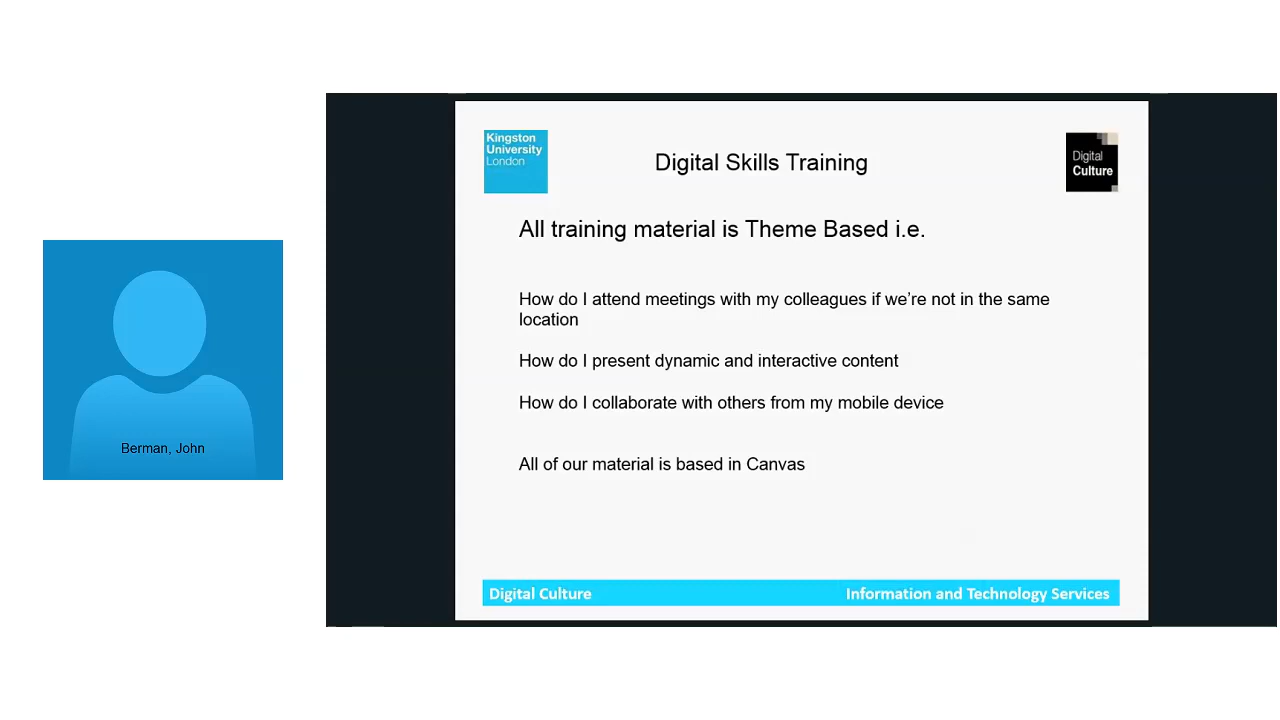 Kingston
University
London
Digital Skills Training
Digital
Culture
All training material is Theme Based i.e.
How do I attend meetings with my colleagues if we’re not in the same
location
How do I present dynamic and interactive content
How do I collaborate with others from my mobile device
All of our material is based in Canvas
Berman, John
Digital Culture
Information and Technology Services